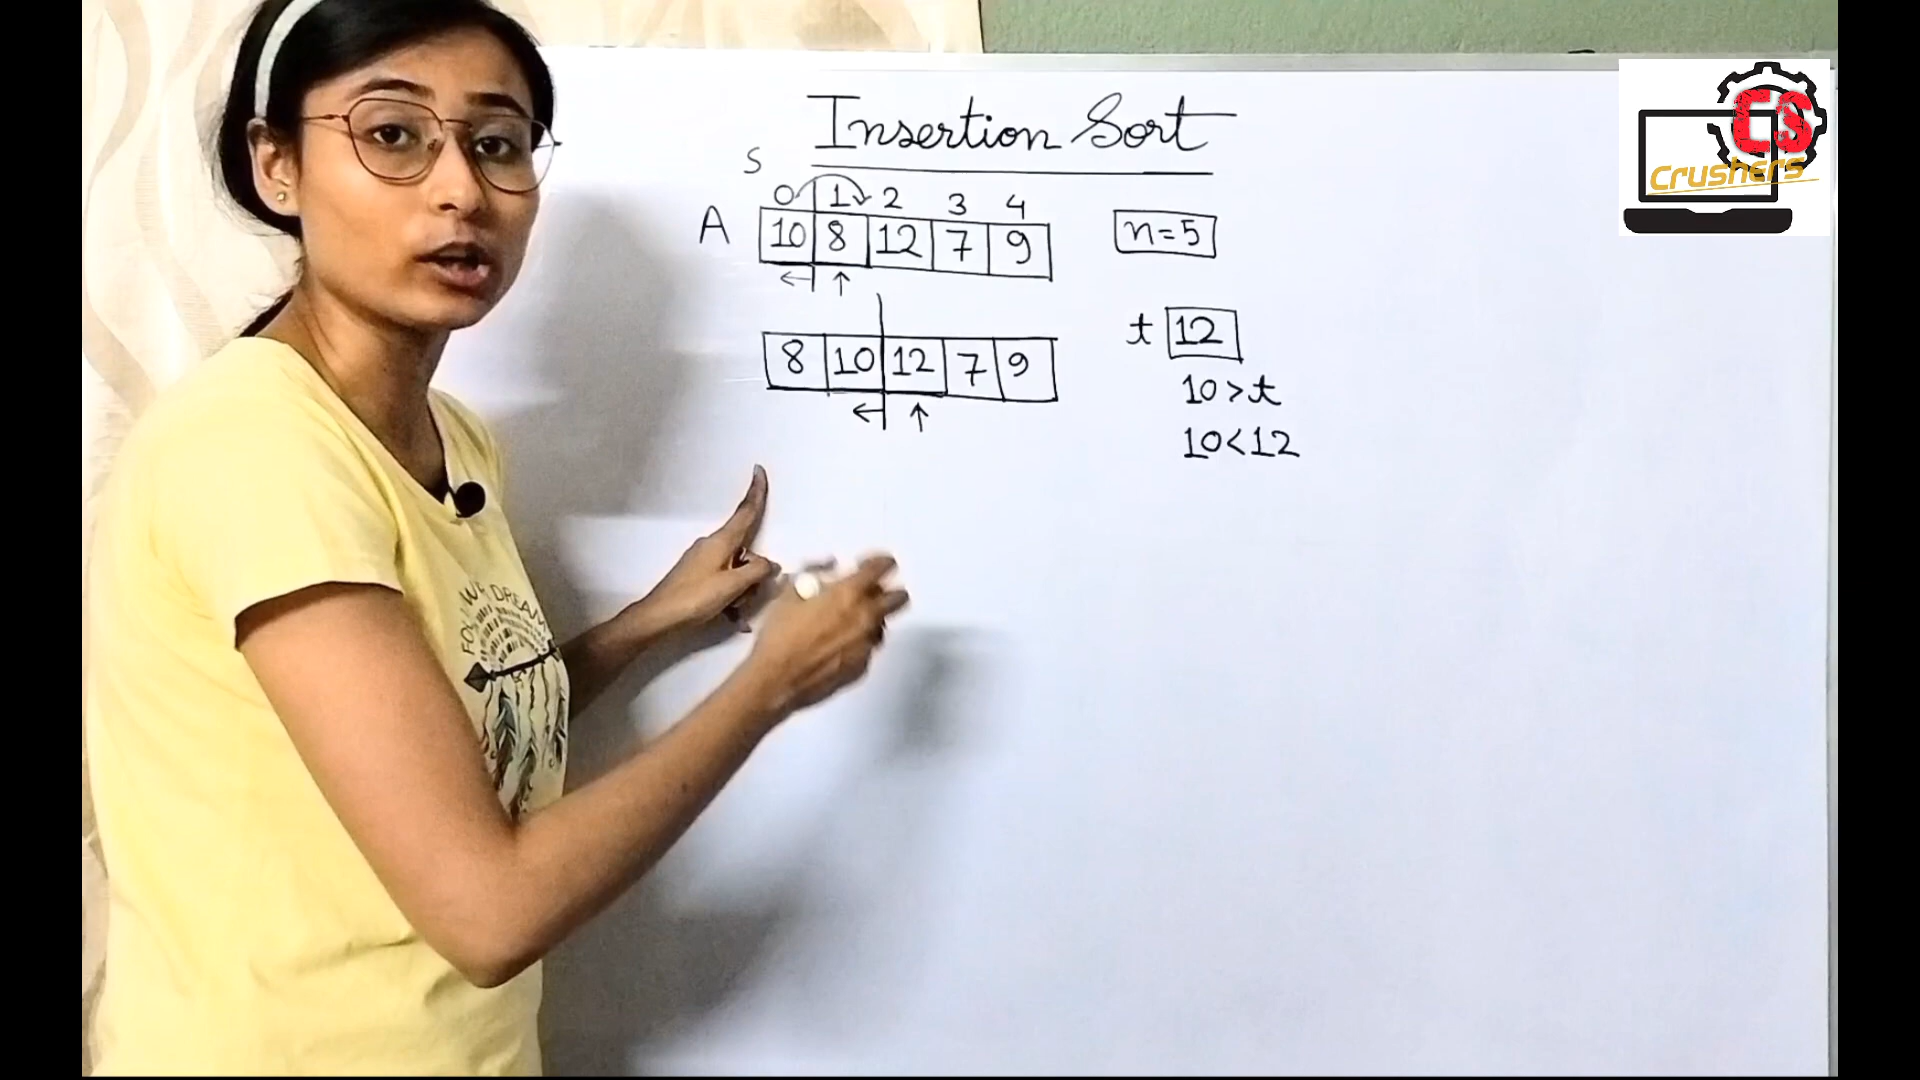 Insertion Sort
S
0 1 2 3 4
A 10 8 12 7 9
n=5
8 10 12 7 9
t 12
10>t
10<12
CS
Crushers
DREAM